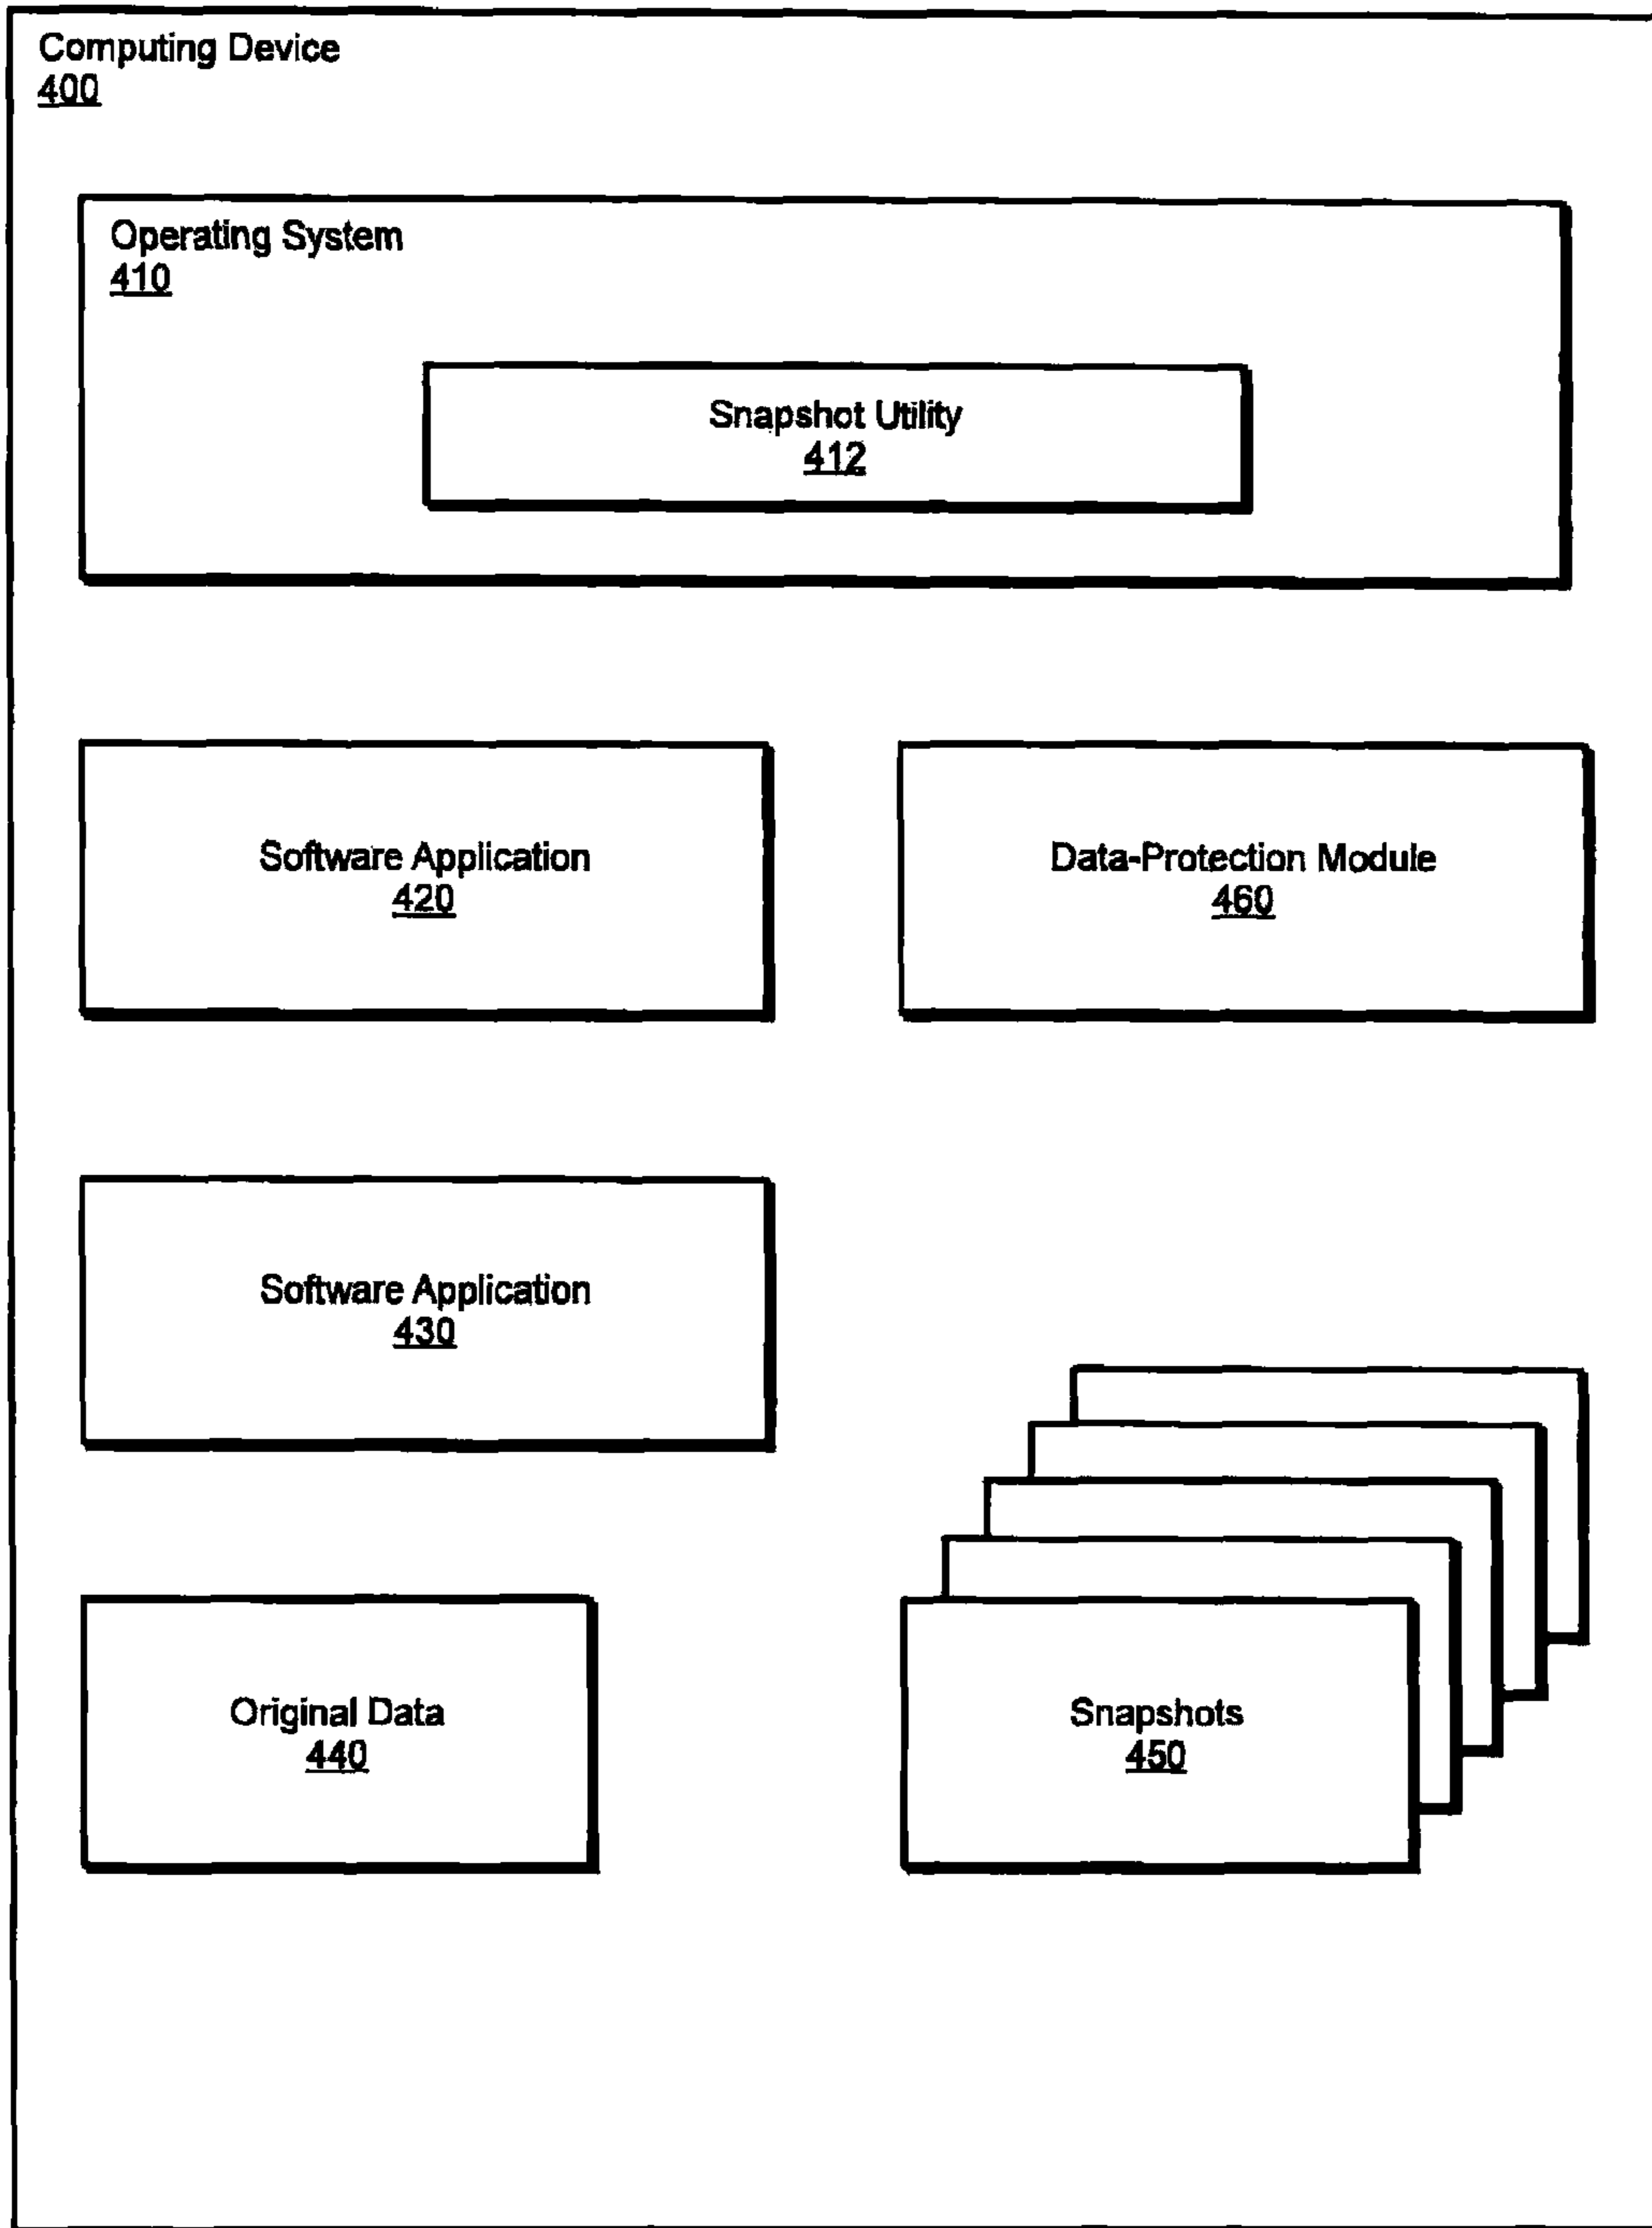 Computing Device
400
Operating System
410
Snapshot Utility
412
Software Application
420
Data-Protection Module
460
Software Application
430
Original Data
440
Snapshots
450